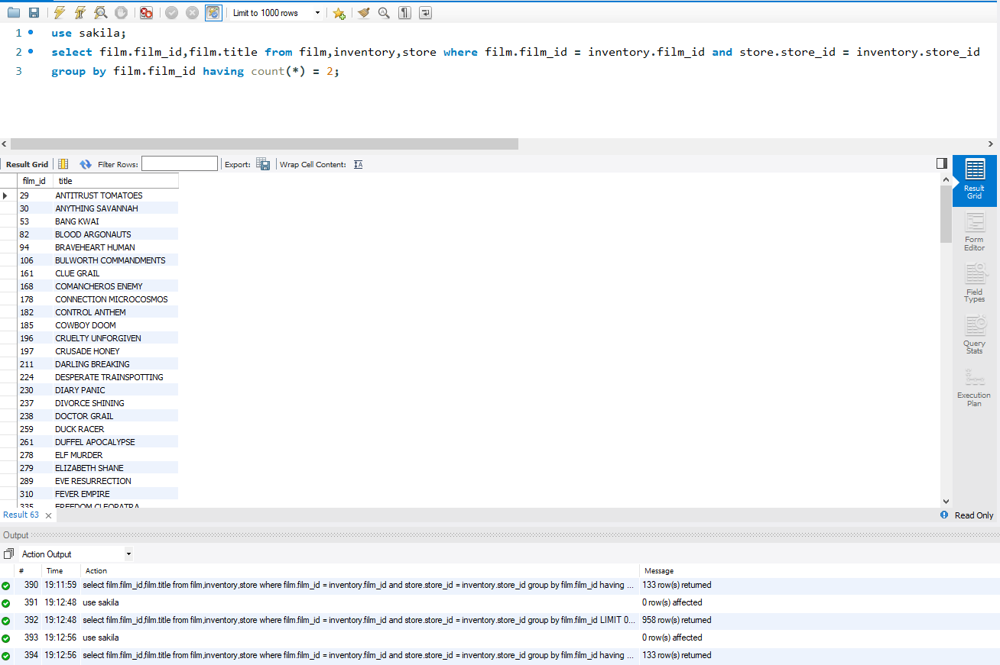 Limit to 1000 rows
1 use sakila;
2 select film.film_id,film.title from film,inventory,store where film.film_id = inventory.film_id and store.store_id = inventory.store_id
3 group by film.film_id having count(*) = 2;
Result Grid Filter Rows: Export: Wrap Cell Content:
film_id title
29 ANTITRUST TOMATOES
30 ANYTHING SAVANNAH
53 BANG KWAI
82 BLOOD ARGONAUTS
94 BRAVEHEART HUMAN
106 BULWORTH COMMANDMENTS
161 CLUE GRAIL
168 COMANCHEROS ENEMY
178 CONNECTION MICROCOSMOS
182 CONTROL ANTHEM
185 COWBOY DOOM
196 CRUELTY UNFORGIVEN
197 CRUSADE HONEY
211 DARLING BREAKING
224 DESPERATE TRAINSPOTTING
230 DIARY PANIC
237 DIVORCE SHINING
238 DOCTOR GRAIL
259 DUCK RACER
261 DUFFEL APOCALYPSE
278 ELF MURDER
279 ELIZABETH SHANE
289 EVE RESURRECTION
310 FEVER EMPIRE
335 FREEDOM CLEOPATRA
Result
Grid
Form
Editor
Field
Types
Query
Stats
Execution
Plan
Result 63
Read Only
Output
Action Output
# Time Action Message
390 19:11:59 select film.film_id,film.title from film,inventory,store where film.film_id = inventory.film_id and store.store_id = inventory.store_id group by film.film_id having ... 133 row(s) returned
391 19:12:48 use sakila 0 row(s) affected
392 19:12:48 select film.film_id,film.title from film,inventory,store where film.film_id = inventory.film_id and store.store_id = inventory.store_id group by film.film_id LIMIT 0... 958 row(s) returned
393 19:12:56 use sakila 0 row(s) affected
394 19:12:56 select film.film_id,film.title from film,inventory,store where film.film_id = inventory.film_id and store.store_id = inventory.store_id group by film.film_id having ... 133 row(s) returned